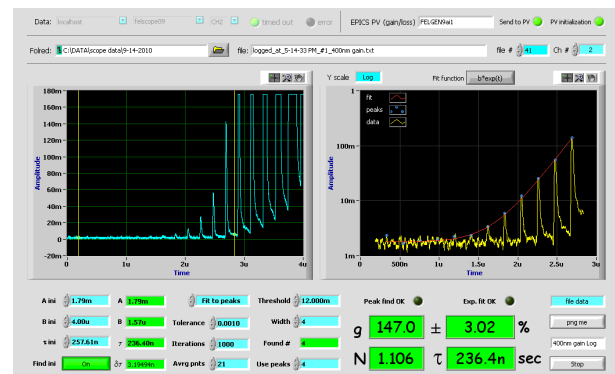 Data: localhost felscope09 CH2 timed out error EPICS PV (gain/loss) FELGEN9ai1 Send to PV PV initialization
Folred: C:\DATA\scope data\9-14-2010 file: logged_at_5-14-33 PM_#1_400nm gain.txt file # 41 Ch # 2
Y scale Log Fit function b*exp(t)
180m
160m
140m
120m
100m
80m
60m
40m
20m
0
-20m
Amplitude
0 1u 2u 3u 4u
Time
fit
peaks
data
1
100m
10m
1m
Amplitude
0 500n 1u 1.5u 2u 2.5u 3u
Time
A ini 1.79m A 1.79m Fit to peaks Threshold 12.000m Peak find OK Exp. fit OK file data
B ini 4.00u B 1.57u Tolerance 0.0010 Width 4 g 147.0 ± 3.02 % png me
τ ini 257.61n τ 236.40n Iterations 1000 Found # 4 400nm gain Log
Find ini On δτ 5.19494n Avrg pnts 21 Use peaks 4 N 1.106 τ 236.4n sec Stop